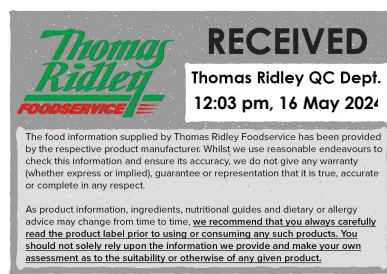 Thomas
Ridley
FOODSERVICE
RECEIVED
Thomas Ridley QC Dept.
12:03 pm, 16 May 2024
The food information supplied by Thomas Ridley Foodservice has been provided
by the respective product manufacturer. Whilst we use reasonable endeavours to
check this information and ensure its accuracy, we do not give any warranty
(whether express or implied), guarantee or representation that it is true, accurate
or complete in any respect.
As product information, ingredients, nutritional guides and dietary or allergy
advice may change from time to time, we recommend that you always carefully
read the product label prior to using or consuming any such products. You
should not solely rely upon the information we provide and make your own
assessment as to the suitability or otherwise of any given product.